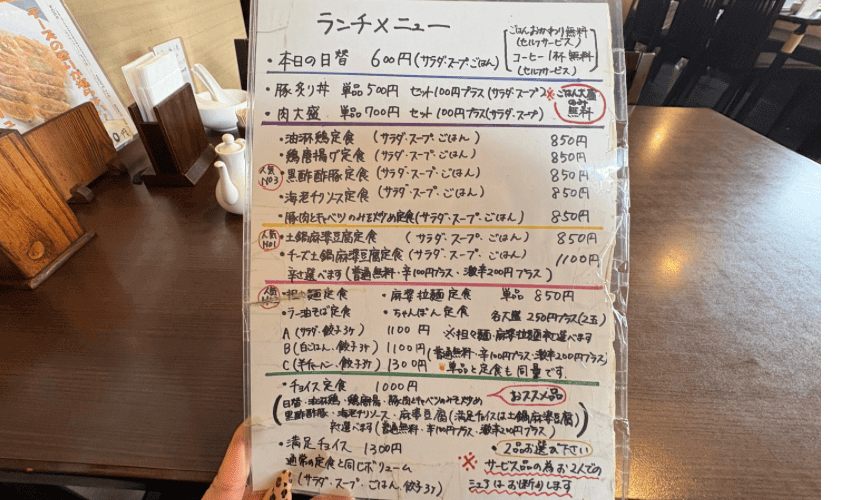 ランチメニュー
ごはんおかわり無料
(セルフサービス)
コーヒー1杯無料
(セルフサービス)
・本日の日替 600円(サラダ・スープ・ごはん)
・豚炙り丼 単品500円 セット100円プラス(サラダ・スープ)
・肉大盛 単品700円 セット100円プラス(サラダ・スープ)
※ごはん大盛のみ無料
・油淋鶏定食 (サラダ・スープ・ごはん) 850円
・鶏唐揚げ定食 (サラダ・スープ・ごはん) 850円
人気No3 ・黒酢酢豚定食 (サラダ・スープ・ごはん) 850円
・海老チリソース定食 (サラダ・スープ・ごはん) 850円
・豚肉とキャベツのみそ炒め定食(サラダ・スープ・ごはん) 850円
人気No1 ・土鍋麻婆豆腐定食 (サラダ・スープ・ごはん) 850円
・チーズ土鍋麻婆豆腐定食(サラダ・スープ・ごはん) 1100円
辛さ選べます(普通無料・辛100円プラス・激辛200円プラス)
人気 ・担々麺定食 ・麻婆拉麺定食 単品 850円
・ラー油そば定食 ・ちゃんぽん定食 各大盛 250円プラス(2玉)
A (サラダ・餃子3ヶ) 1100円 ※担々麺・麻婆拉麺辛さ選べます
B (白ごはん・餃子3ヶ) 1100円 (普通無料・辛100円プラス・激辛200円プラス)
C (半チャーハン・餃子3ヶ) 1300円 単品と定食も同量です。
・チョイス定食 1000円 おススメ品
(日替・油淋鶏・鶏唐揚・豚肉とキャベツのみそ炒め
黒酢酢豚・海老チリソース・麻婆豆腐(満足チョイスは土鍋麻婆豆腐)
辛さ選べます(普通無料・辛100円プラス・激辛200円プラス))
・満足チョイス 1300円 ・2品お選び下さい
通常の定食と同じボリューム
(サラダ・スープ・ごはん・餃子3ヶ)
※サービス品の為お2人での
シェアはお断りします